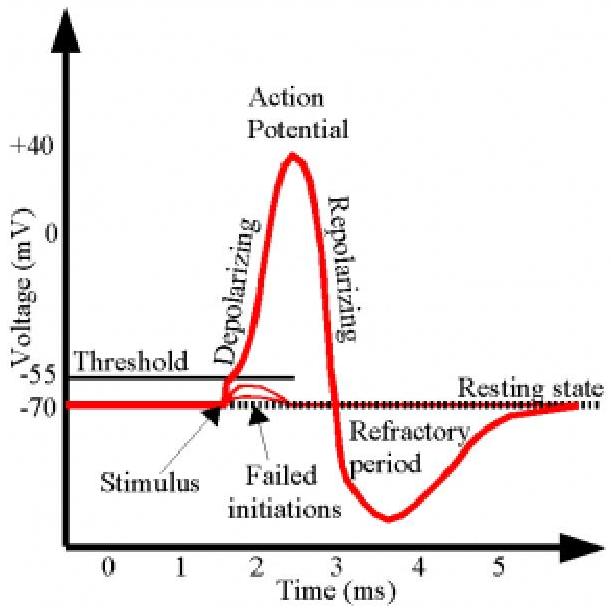 Action
Potential
+40
0
-55
-70
Voltage (mV)
Depolarizing
Repolarizing
Threshold
Resting state
Stimulus
Failed
initiations
Refractory
period
0 1 2 3 4 5
Time (ms)